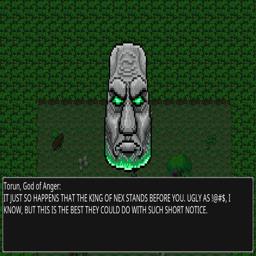 Torun, God of Anger:
IT JUST SO HAPPENS THAT THE KING OF NEX STANDS BEFORE YOU. UGLY AS !@#$, I
KNOW, BUT THIS IS THE BEST THEY COULD DO WITH SUCH SHORT NOTICE.